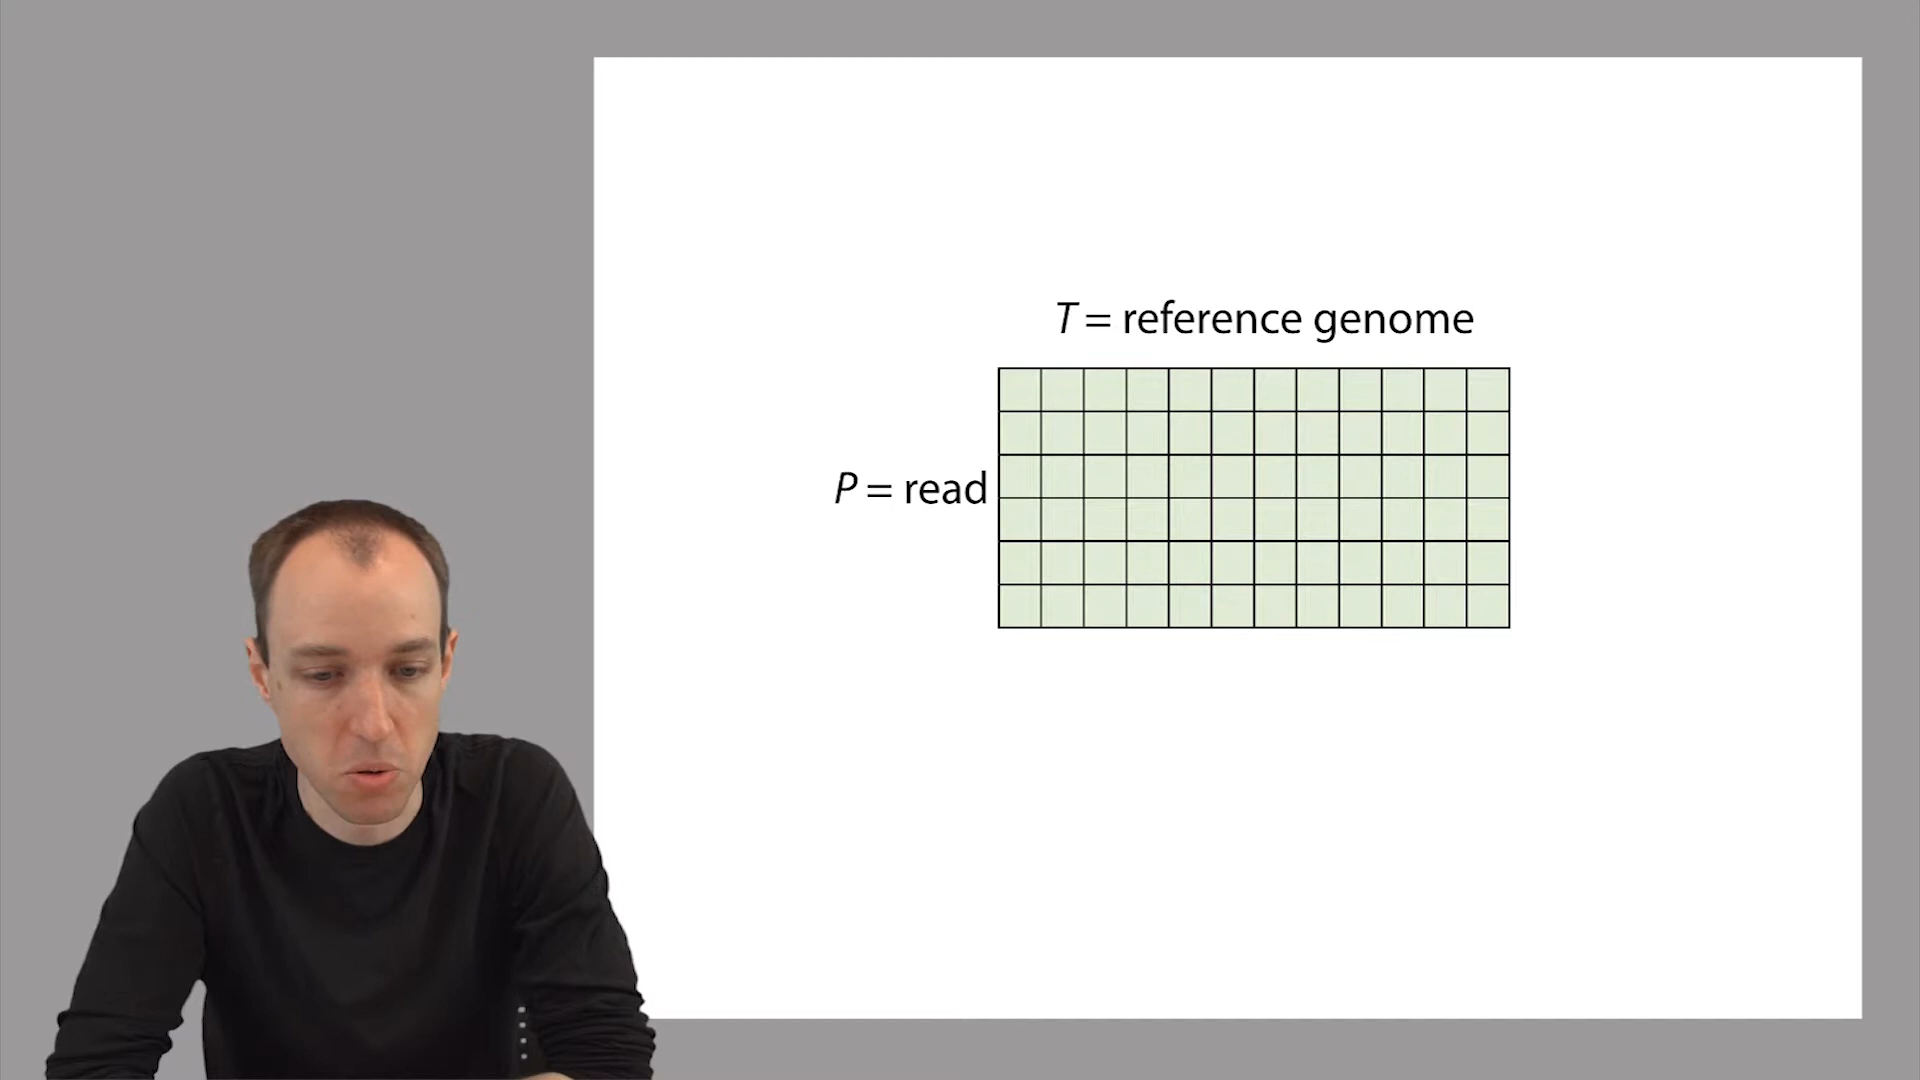 T = reference genome
P = read